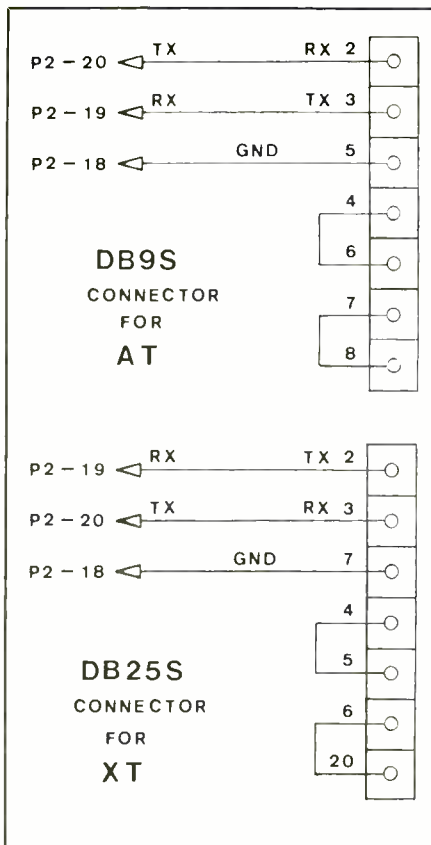 P2-20 TX RX 2
P2-19 RX TX 3
P2-18 GND 5
4
6
7
8
DB9S
CONNECTOR
FOR
AT
P2-19 RX TX 2
P2-20 TX RX 3
P2-18 GND 7
4
5
6
20
DB25S
CONNECTOR
FOR
XT